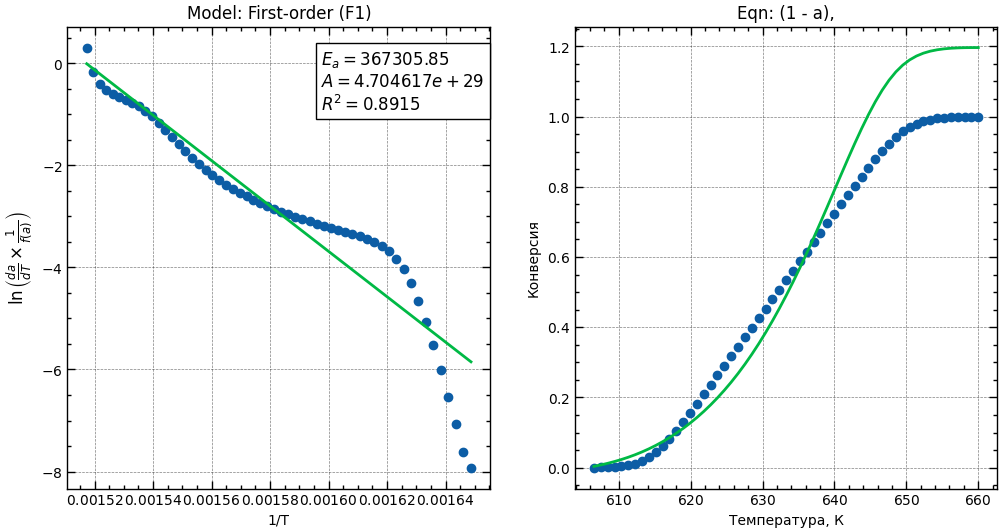 Model: First-order (F1)
E_a = 367305.85
A = 4.704617e + 29
R^2 = 0.8915
0
−2
−4
−6
−8
ln (da/dT × 1/f(a))
0.00152 0.00154 0.00156 0.00158 0.00160 0.00162 0.00164
1/T
Eqn: (1 - a),
1.2
1.0
0.8
0.6
0.4
0.2
0.0
Конверсия
610 620 630 640 650 660
Температура, К